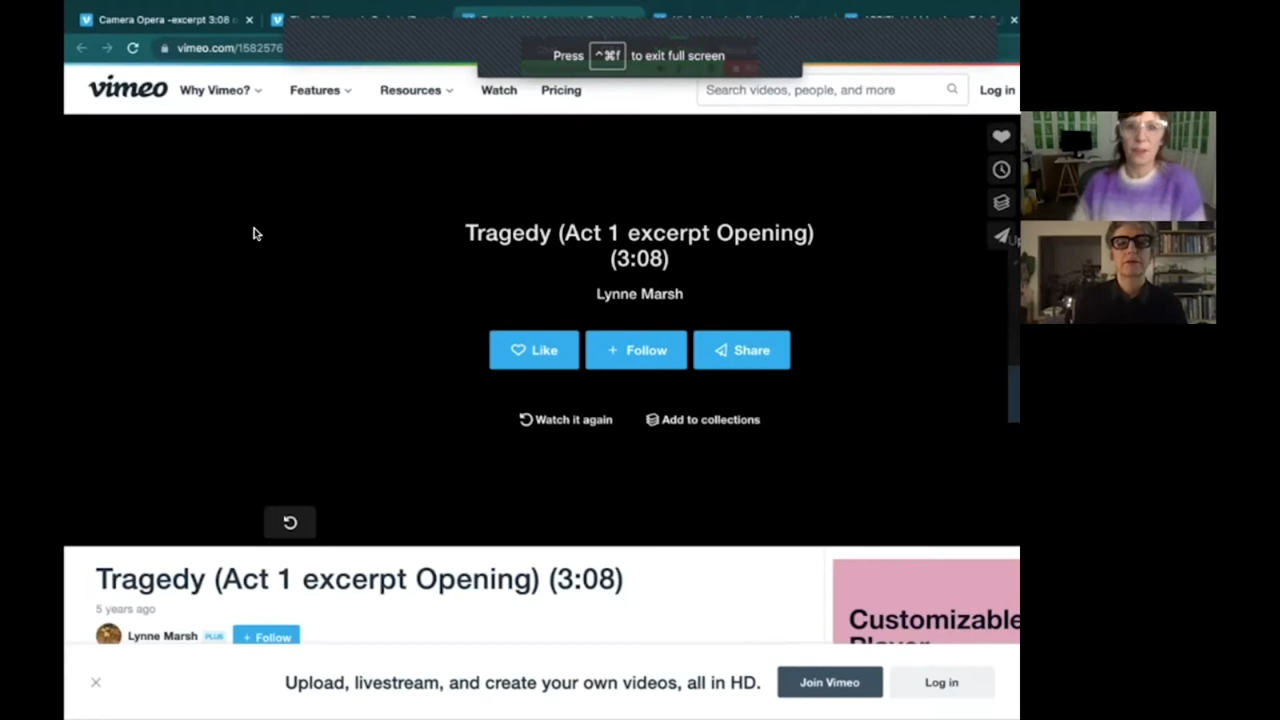 Camera Opera -excerpt 3:08
vimeo.com/1582576
Press ^⌘f to exit full screen
vimeo
Why Vimeo?
Features
Resources
Watch
Pricing
Search videos, people, and more
Log in
Tragedy (Act 1 excerpt Opening)
(3:08)
Lynne Marsh
Like
+ Follow
Share
Watch it again
Add to collections
Tragedy (Act 1 excerpt Opening) (3:08)
5 years ago
Lynne Marsh PLUS + Follow
Customizable
Player
Upload, livestream, and create your own videos, all in HD.
Join Vimeo
Log in